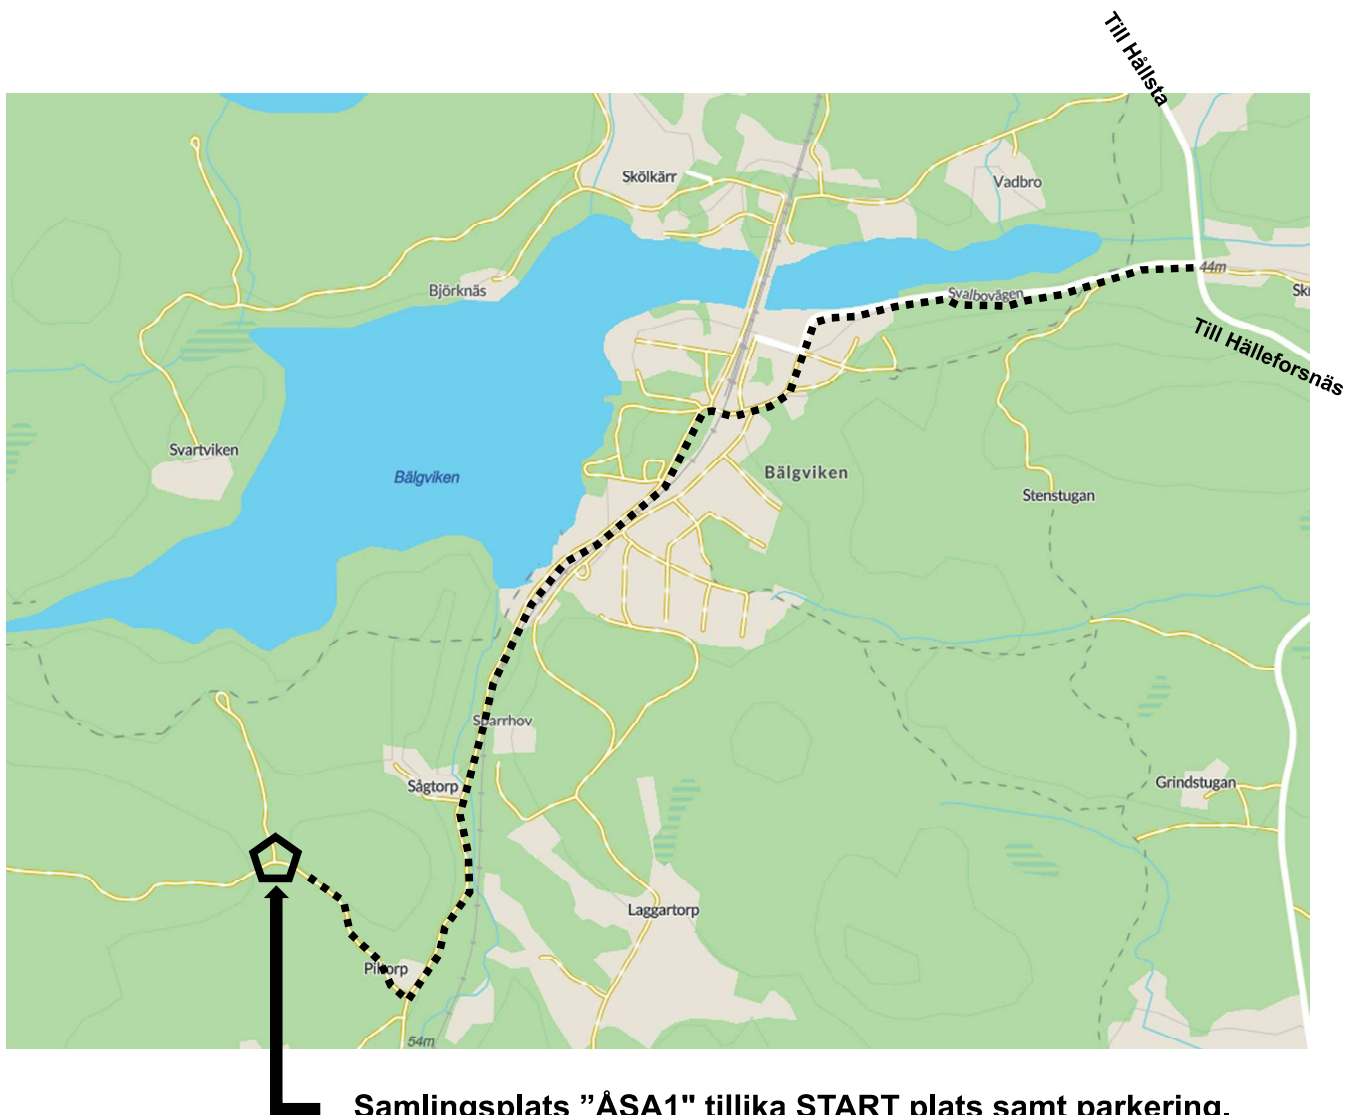 Till Hållsta
Skölkärr
Vadbro
44m
Björknäs
Svalbovägen
Till Hälleforsnäs
Svartviken
Bälgviken
Bälgviken
Stenstugan
Sparrhov
Sågtorp
Grindstugan
Laggartorp
54m
Samlingsplats ”ÅSA1" tillika START plats samt parkering.